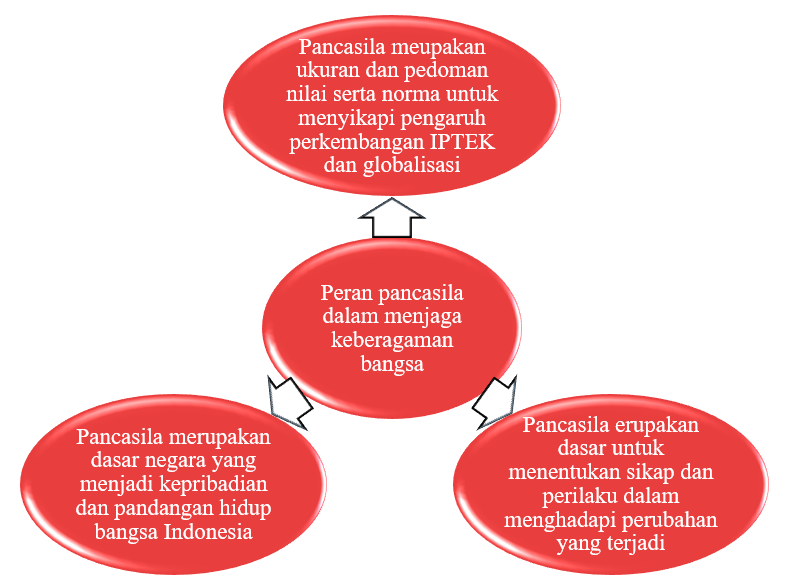 Pancasila meupakan
ukuran dan pedoman
nilai serta norma untuk
menyikapi pengaruh
perkembangan IPTEK
dan globalisasi
Peran pancasila
dalam menjaga
keberagaman
bangsa
Pancasila merupakan
dasar negara yang
menjadi kepribadian
dan pandangan hidup
bangsa Indonesia
Pancasila erupakan
dasar untuk
menentukan sikap dan
perilaku dalam
menghadapi perubahan
yang terjadi